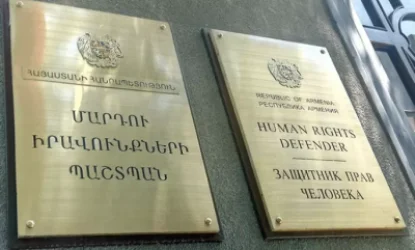 ՀԱՅԱՍՏԱՆԻ ՀԱՆՐԱՊԵՏՈՒԹՅՈՒՆ
ՄԱՐԴՈՒ
ԻՐԱՎՈՒՆՔՆԵՐԻ
ՊԱՇՏՊԱՆ
REPUBLIC OF ARMENIA
РЕСПУБЛИКА АРМЕНИЯ
HUMAN RIGHTS
DEFENDER
ЗАЩИТНИК ПРАВ
ЧЕЛОВЕКА